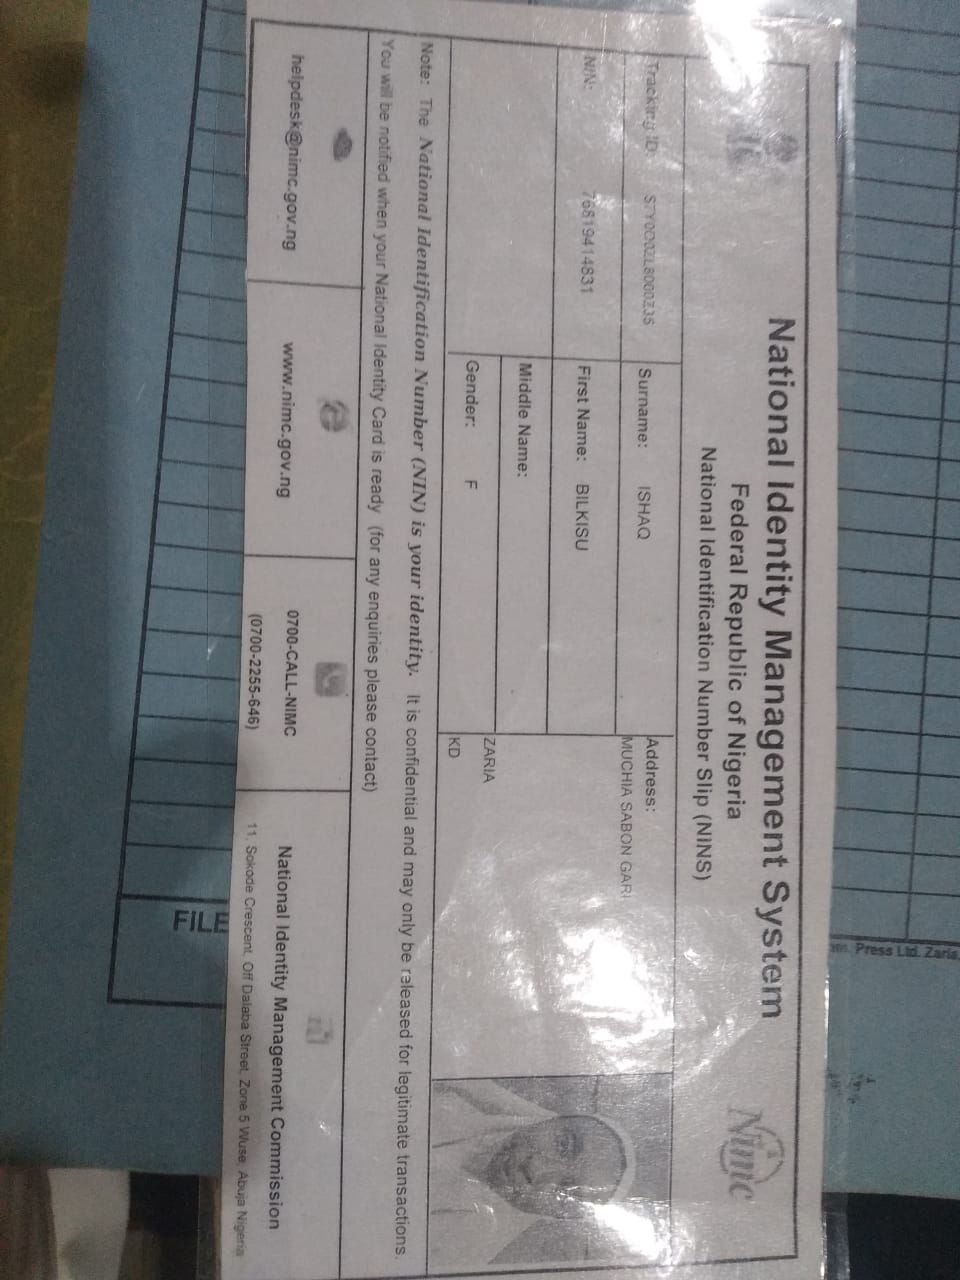 National Identity Management System
Federal Republic of Nigeria
National Identification Number Slip (NINS)
Nimc
Tracking ID:
Surname: ISHAQ
Address:
MUCHIA SABON GARI
NIN: 76819414831
First Name: BILKISU
Middle Name:
ZARIA
Gender: F
KD
Note: The National Identification Number (NIN) is your identity. It is confidential and may only be released for legitimate transactions.
You will be notified when your National Identity Card is ready (for any enquiries please contact)
helpdesk@nimc.gov.ng
www.nimc.gov.ng
0700-CALL-NIMC
(0700-2255-646)
National Identity Management Commission
11, Sokode Crescent, Off Dalaba Street, Zone 5 Wuse, Abuja Nigeria
FILE
Press Ltd. Zaria.